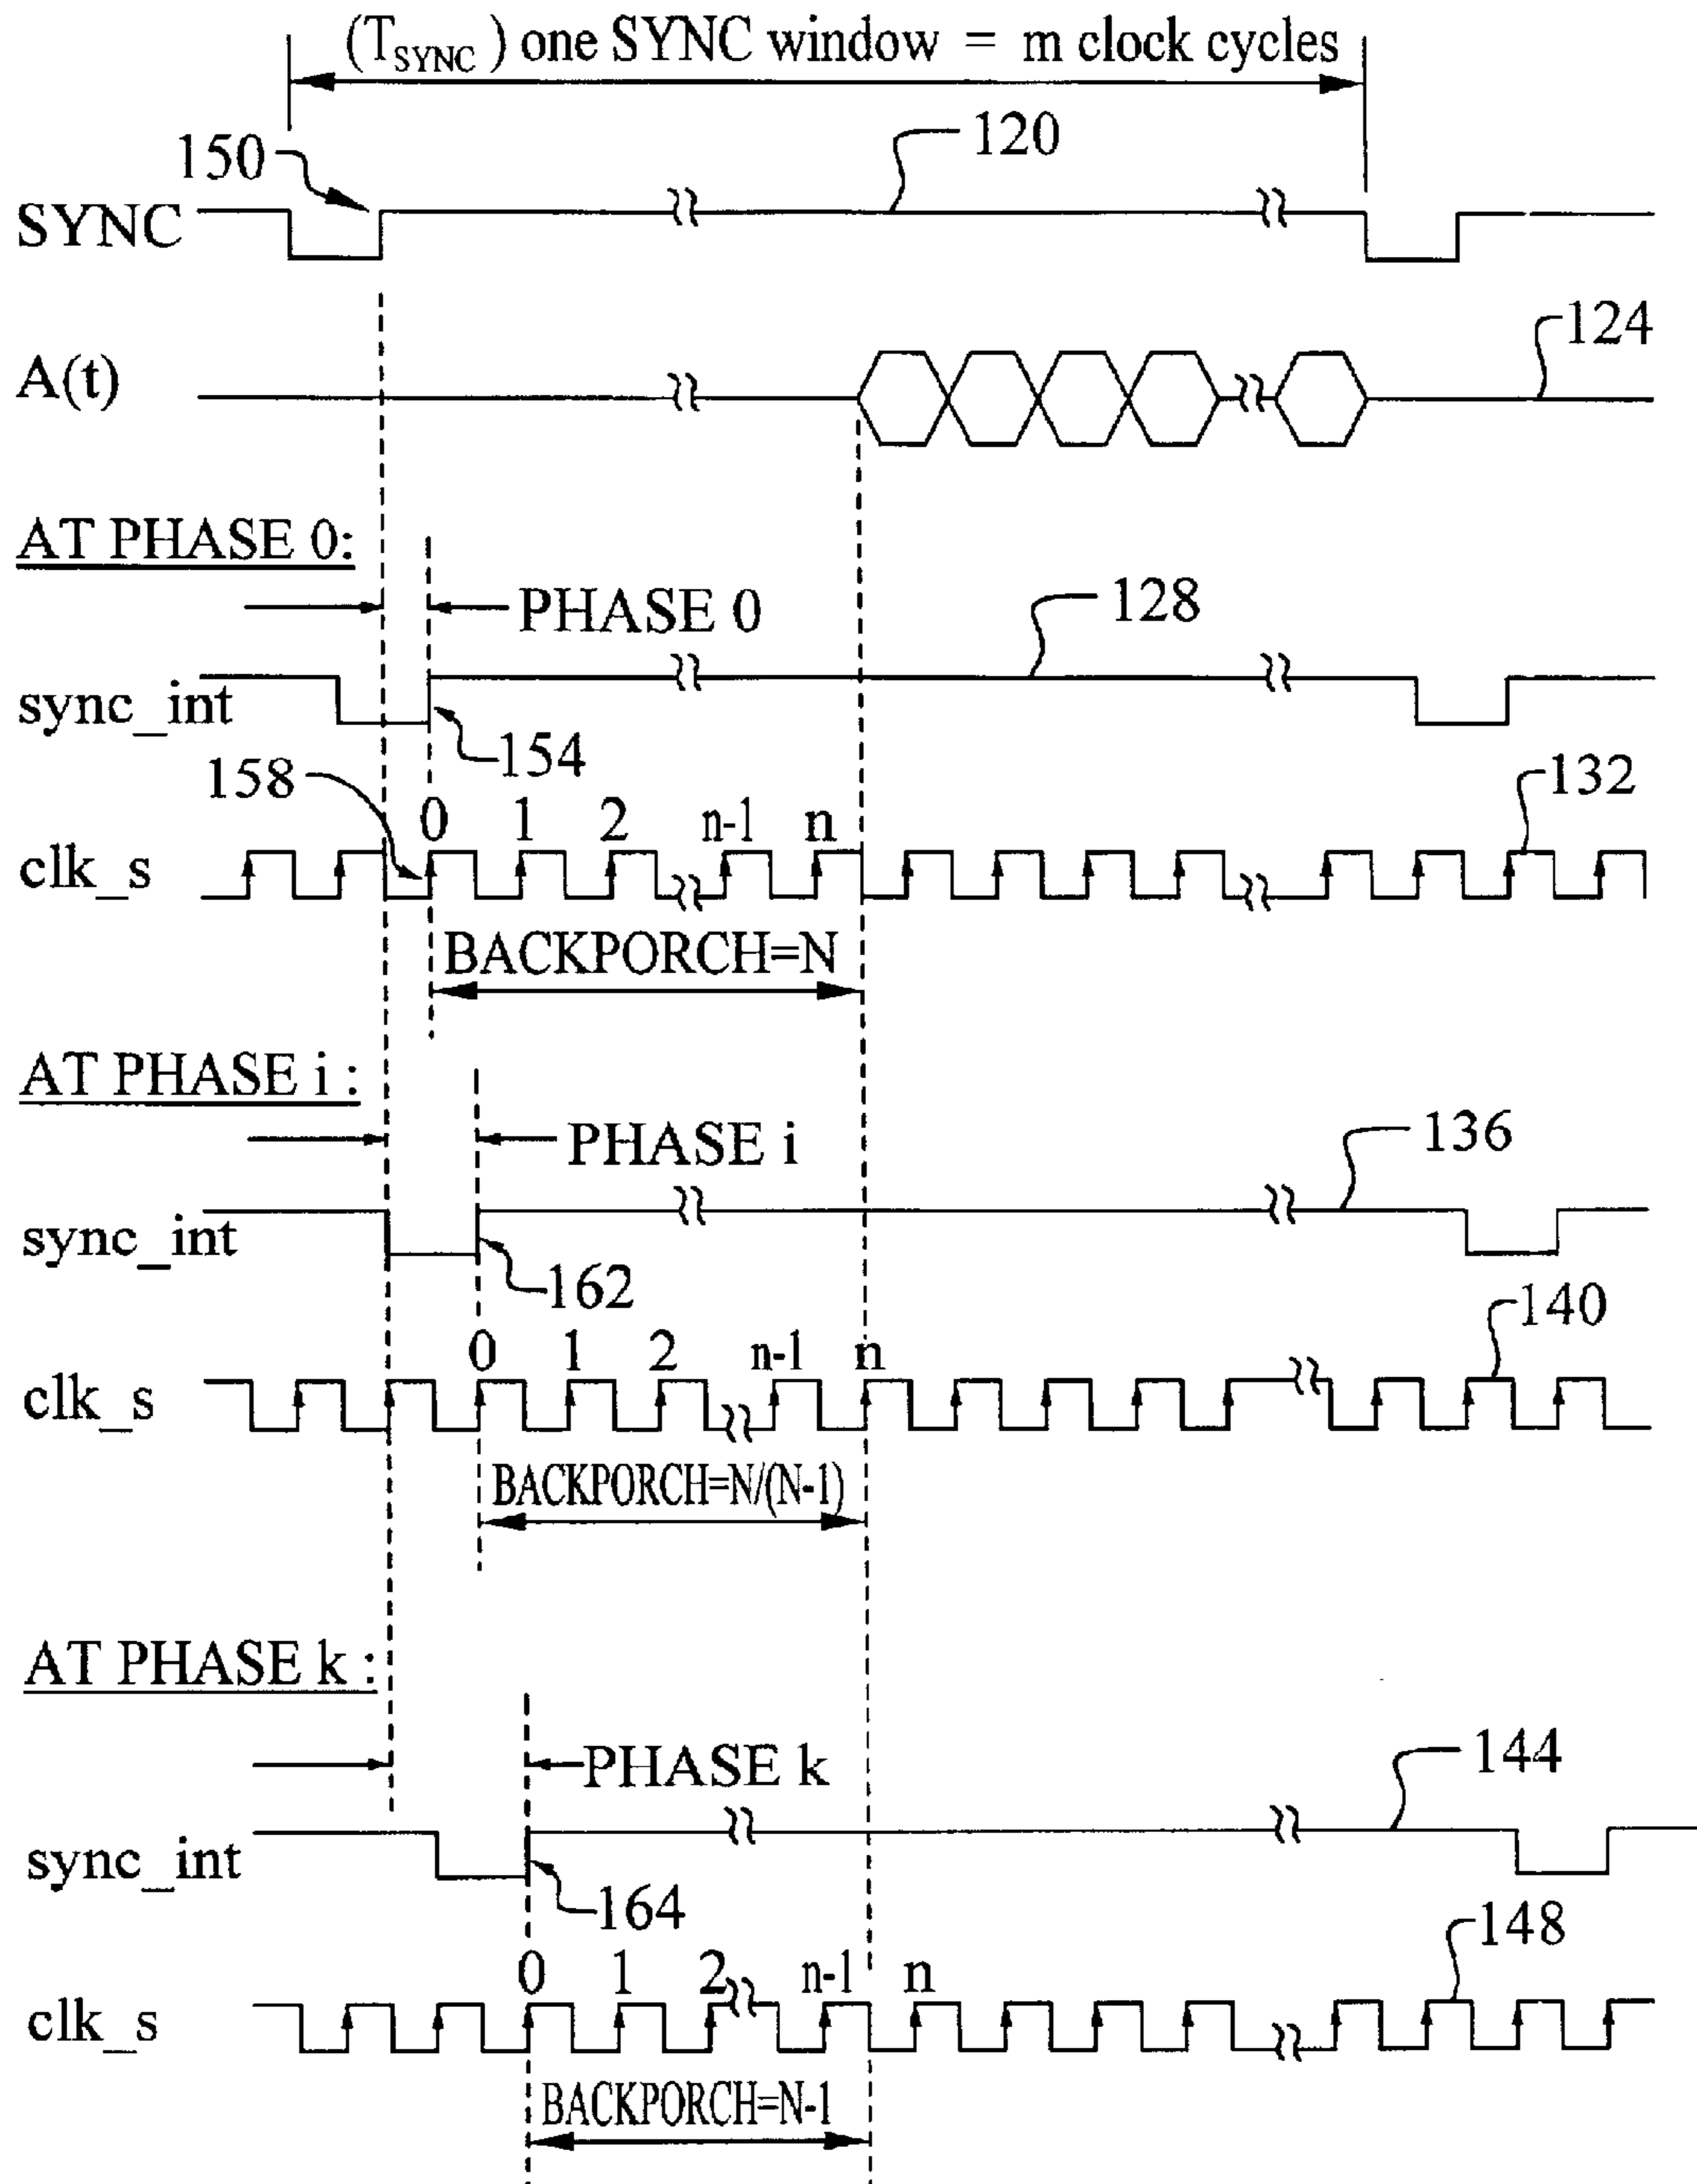 (T_SYNC) one SYNC window = m clock cycles
150
120
SYNC
A(t)
124
AT PHASE 0:
PHASE 0
128
sync_int
154
158
132
0 1 2 n-1 n
clk_s
BACKPORCH=N
AT PHASE i :
PHASE i
136
sync_int
162
140
0 1 2 n-1 n
clk_s
BACKPORCH=N/(N-1)
AT PHASE k :
PHASE k
144
sync_int
164
148
0 1 2 n-1 n
clk_s
BACKPORCH=N-1